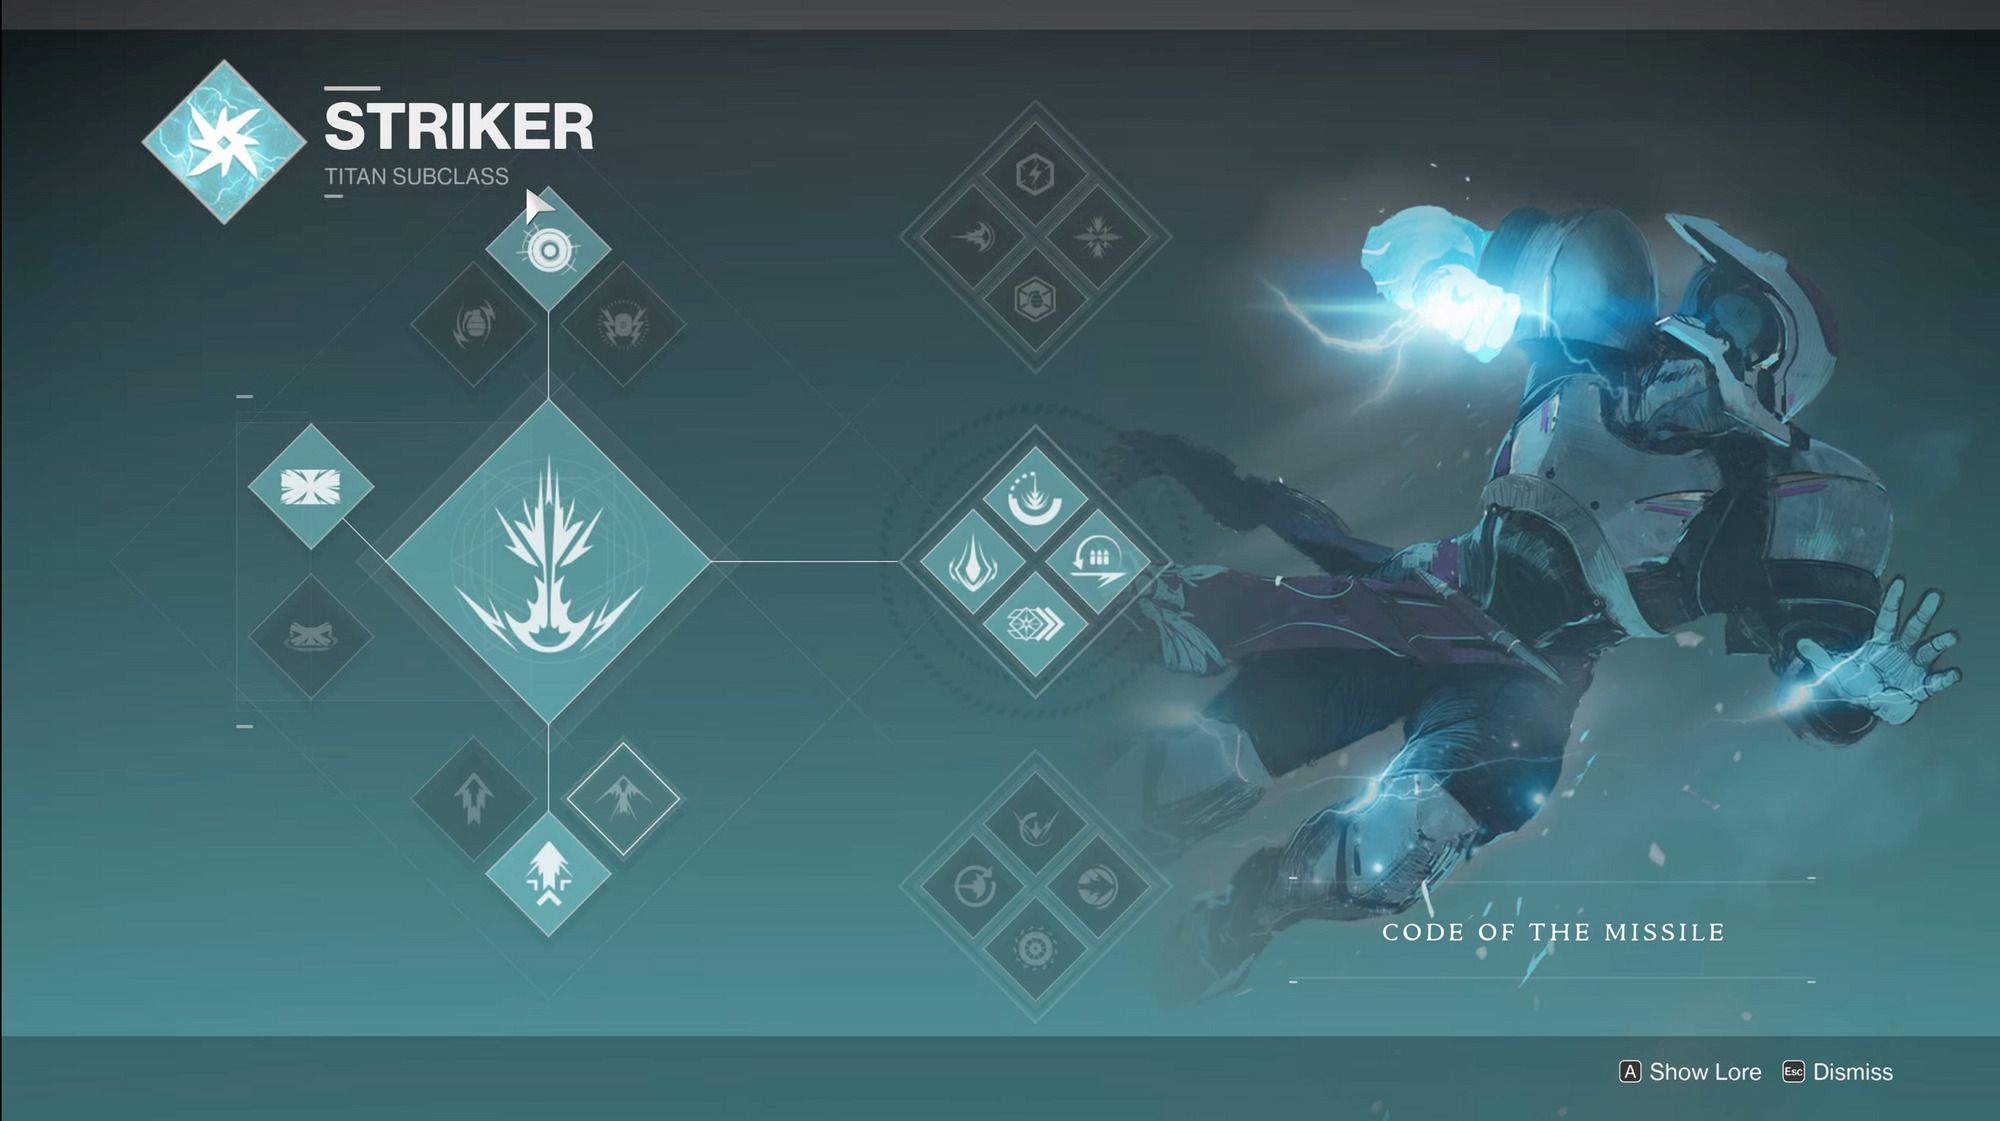 STRIKER
TITAN SUBCLASS
CODE OF THE MISSILE
A Show Lore Esc Dismiss